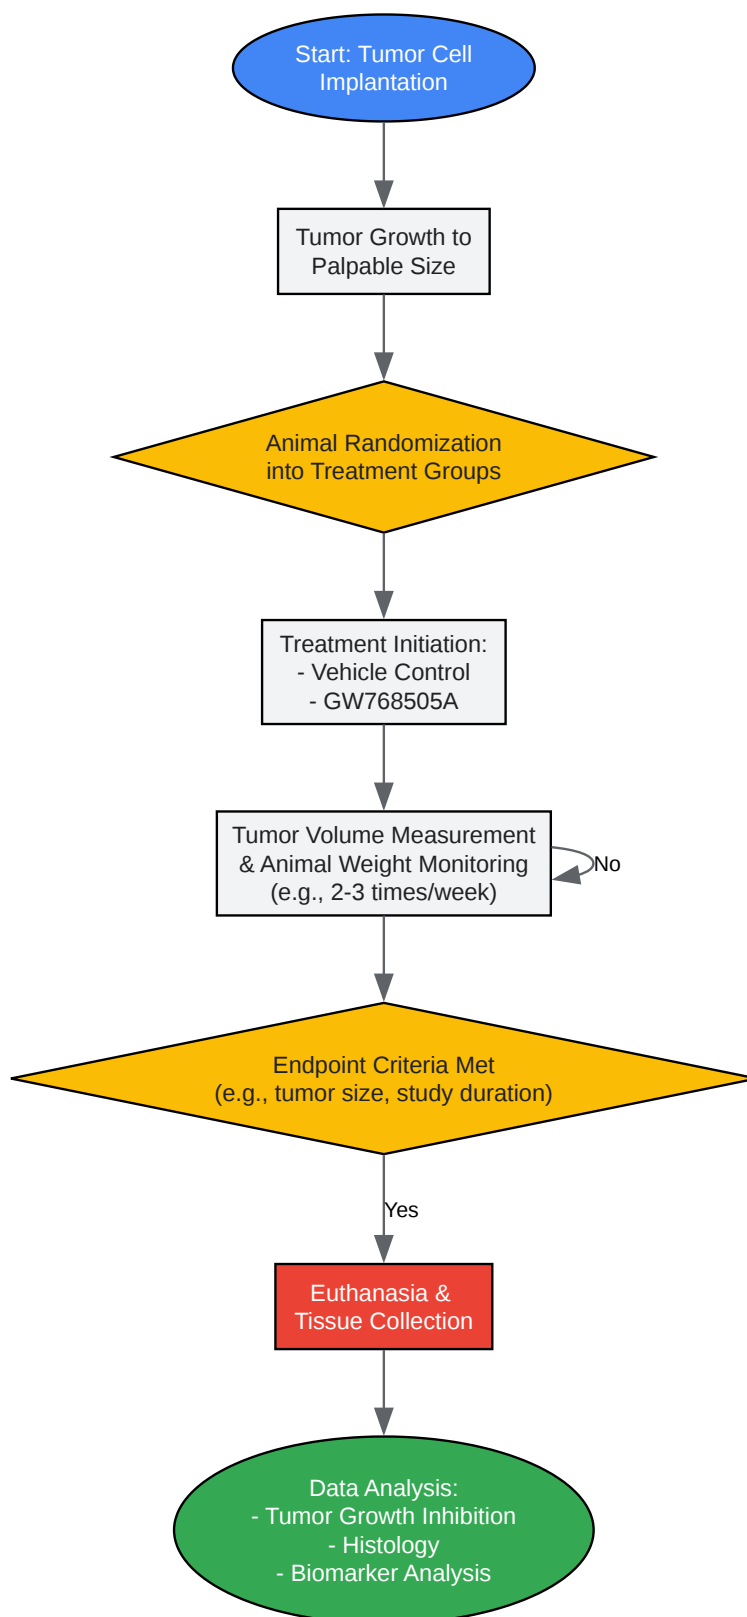 Start: Tumor Cell
Implantation
Tumor Growth to
Palpable Size
Animal Randomization
into Treatment Groups
Treatment Initiation:
- Vehicle Control
- GW768505A
Tumor Volume Measurement
& Animal Weight Monitoring
(e.g., 2-3 times/week)
No
Endpoint Criteria Met
(e.g., tumor size, study duration)
Yes
Euthanasia &
Tissue Collection
Data Analysis:
- Tumor Growth Inhibition
- Histology
- Biomarker Analysis